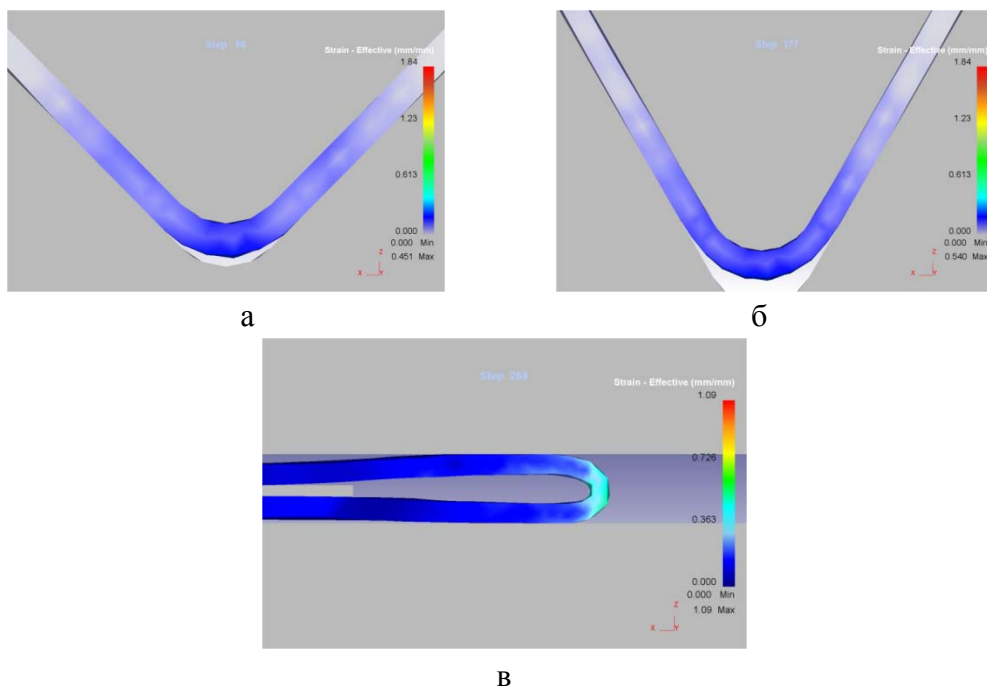 Step
Strain - Effective (mm/mm)
1.84
1.23
0.613
0.000
0.000 Min
0.451 Max
Z
X Y
а
Step 177
Strain - Effective (mm/mm)
1.84
1.23
0.613
0.000
0.000 Min
0.540 Max
Z
X Y
б
Step 269
Strain - Effective (mm/mm)
1.09
0.726
0.363
0.000
0.000 Min
1.09 Max
Z
X Y
в